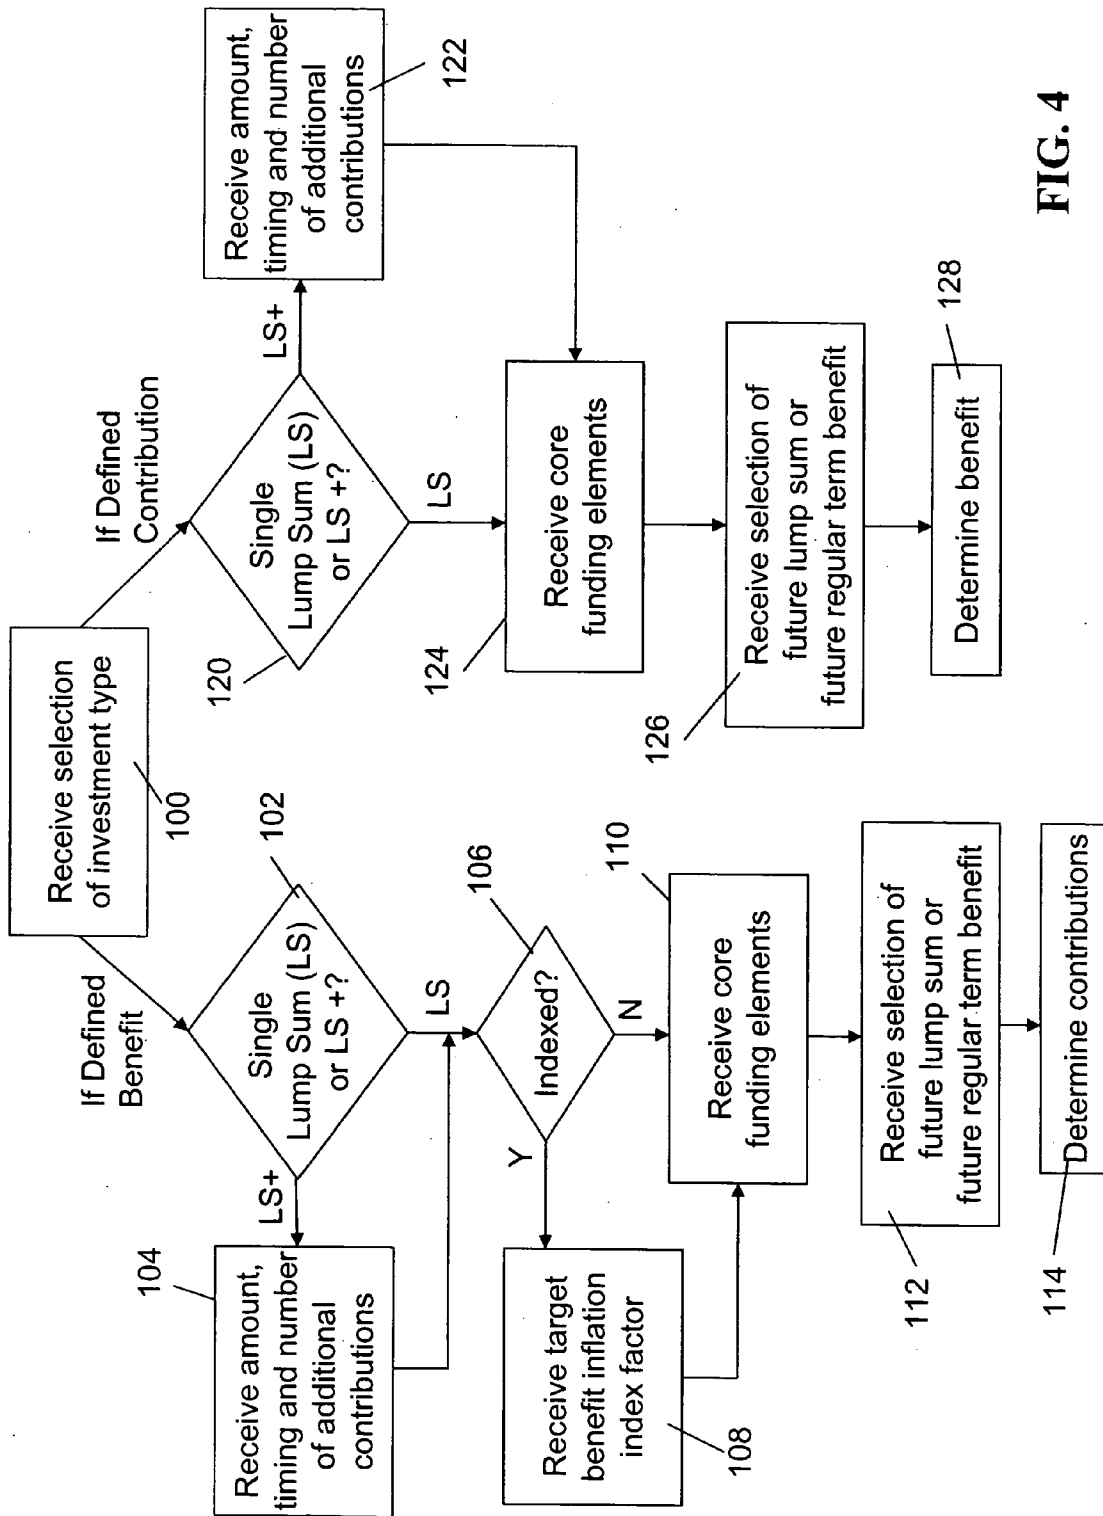 Receive selection
of investment type
100
If Defined
Benefit
If Defined
Contribution
Single
Lump Sum (LS)
or LS +?
102
LS+
LS
Receive amount,
timing and number
of additional
contributions
104
Indexed?
106
Y
N
Receive target
benefit inflation
index factor
108
Receive core
funding elements
110
Receive selection of
future lump sum or
future regular term benefit
112
Determine contributions
114
Single
Lump Sum (LS)
or LS +?
120
LS+
LS
Receive amount,
timing and number
of additional
contributions
122
Receive core
funding elements
124
Receive selection of
future lump sum or
future regular term benefit
126
Determine benefit
128
FIG. 4